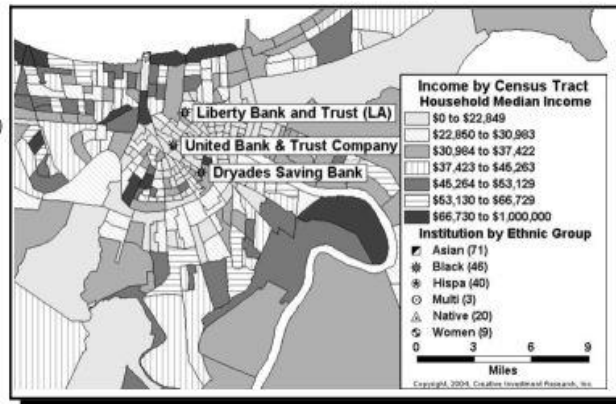 )
Liberty Bank and Trust (LA)
United Bank & Trust Company
Dryades Saving Bank
Income by Census Tract
Household Median Income
$0 to $22,849
$22,850 to $30,983
$30,984 to $37,422
$37,423 to $45,263
$45,264 to $53,129
$53,130 to $66,729
$66,730 to $1,000,000
Institution by Ethnic Group
Asian (71)
Black (46)
Hispa (40)
Multi (3)
Native (20)
Women (9)
0 3 6 9
Miles
Copyright, 2004, Creative Investment Research, Inc.